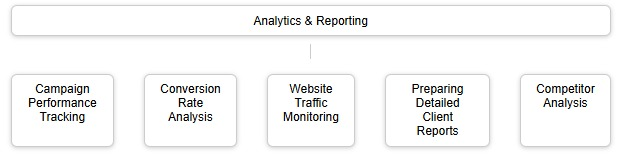 Analytics & Reporting
Campaign
Performance
Tracking
Conversion
Rate
Analysis
Website
Traffic
Monitoring
Preparing
Detailed
Client
Reports
Competitor
Analysis